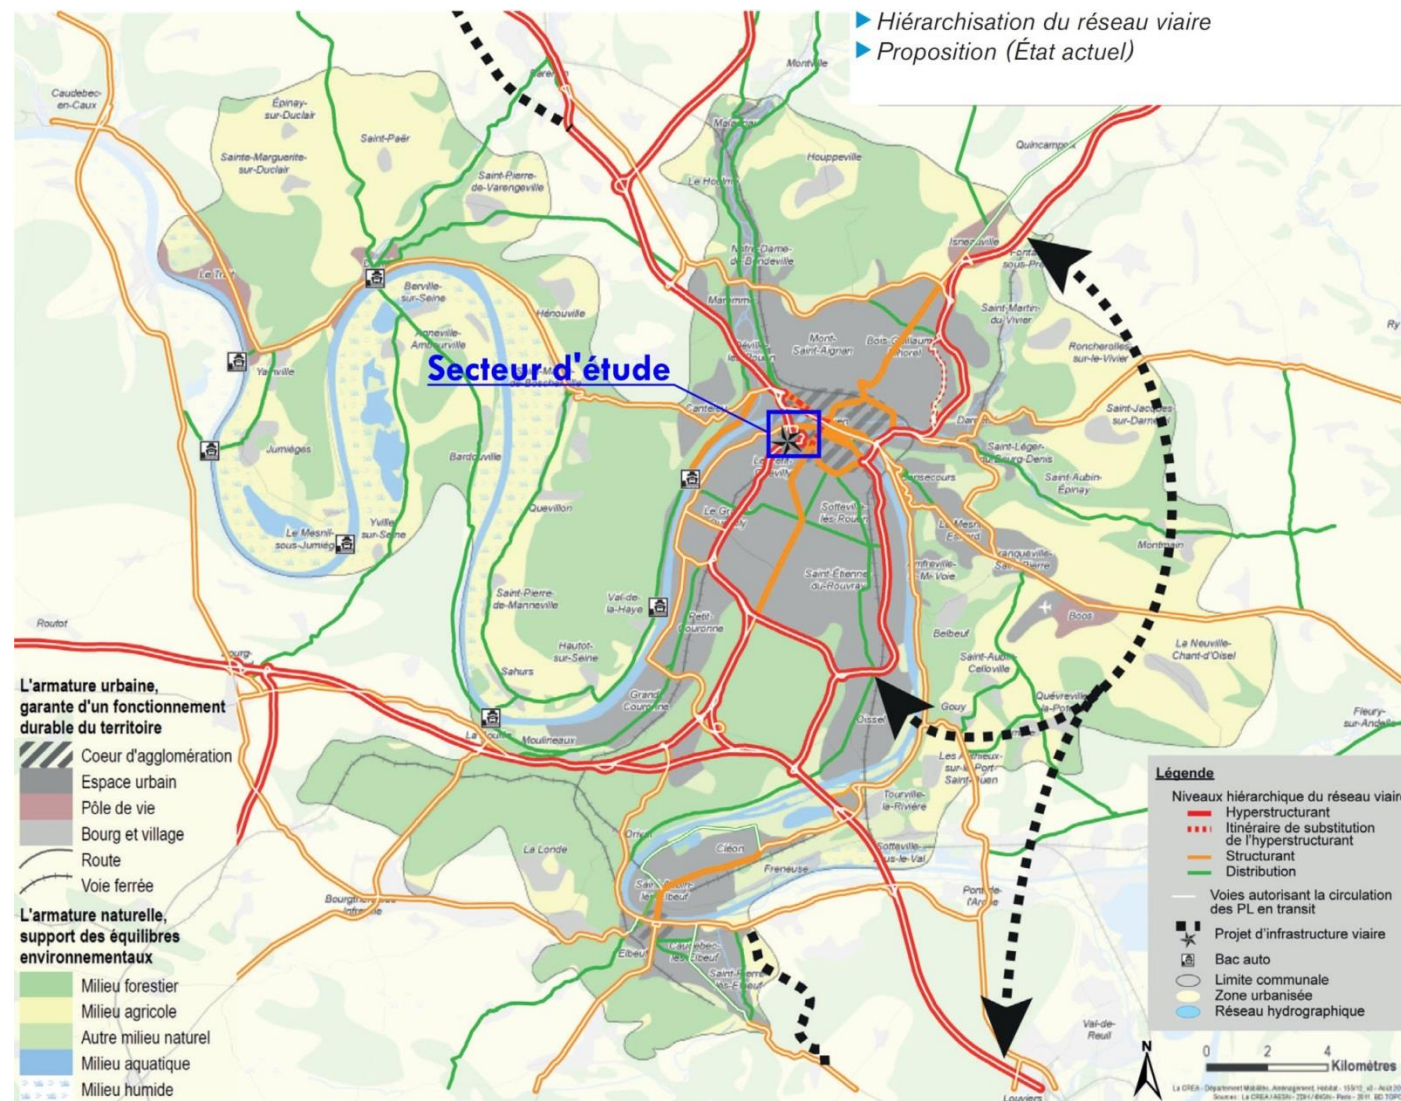 Hiérarchisation du réseau viaire
Proposition (État actuel)
Caudebec-
en-Caux
Épinay-
sur-Duclair
Saint-Paër
Sainte-Marguerite-
sur-Duclair
Saint-Pierre-
de-Varengeville
Montville
Houppeville
Quincampoix
Le Houlme
Isneauville
Notre-Dame-
de-Bondeville
Le Trait
Berville-
sur-Seine
Hénouville
Saint-Martin-
du-Vivier
Mont-
Saint-Aignan
Ry
Roncherolles-
sur-le-Vivier
Yainville
Secteur d'étude
Canteleu
Saint-Jacques-
sur-Darnétal
Jumièges
Bardouville
Saint-Léger-
du-Bourg-Denis
Saint-Aubin-
Épinay
Quevillon
Sotteville-
lès-Rouen
Le Mesnil-
sous-Jumièges
Yville-
sur-Seine
Montmain
Franqueville-
Saint-Pierre
Saint-Étienne-
du-Rouvray
Amfreville-
la-Mi-Voie
Saint-Pierre-
de-Manneville
Val-de-
la-Haye
Petit-
Couronne
Boos
Routot
Belbeuf
Hautot-
sur-Seine
La Neuville-
Chant-d'Oisel
Sahurs
Saint-Aubin-
Celloville
Grand-
Couronne
Quévreville-
la-Poterie
Gouy
Oissel
Fleury-
sur-Andelle
Moulineaux
Les Authieux-
sur-le-Port-
Saint-Ouen
Tourville-
la-Rivière
Orival
La Londe
Cléon
Sotteville-
sous-le-Val
Freneuse
Saint-Aubin-
lès-Elbeuf
Pont-de-
l'Arche
Elbeuf
Caudebec-
lès-Elbeuf
Saint-Pierre-
lès-Elbeuf
Val-de-
Reuil
Louviers
L'armature urbaine,
garante d'un fonctionnement
durable du territoire
Coeur d'agglomération
Espace urbain
Pôle de vie
Bourg et village
Route
Voie ferrée
L'armature naturelle,
support des équilibres
environnementaux
Milieu forestier
Milieu agricole
Autre milieu naturel
Milieu aquatique
Milieu humide
Légende
Niveaux hiérarchique du réseau viaire
Hyperstructurant
Itinéraire de substitution
de l'hyperstructurant
Structurant
Distribution
Voies autorisant la circulation
des PL en transit
Projet d'infrastructure viaire
Bac auto
Limite communale
Zone urbanisée
Réseau hydrographique
N
0 2 4
Kilomètres